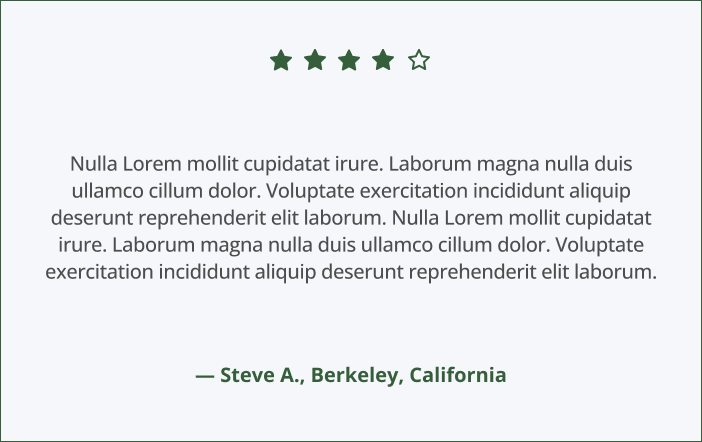 Nulla Lorem mollit cupidatat irure. Laborum magna nulla duis
ullamco cillum dolor. Voluptate exercitation incididunt aliquip
deserunt reprehenderit elit laborum. Nulla Lorem mollit cupidatat
irure. Laborum magna nulla duis ullamco cillum dolor. Voluptate
exercitation incididunt aliquip deserunt reprehenderit elit laborum.
— Steve A., Berkeley, California